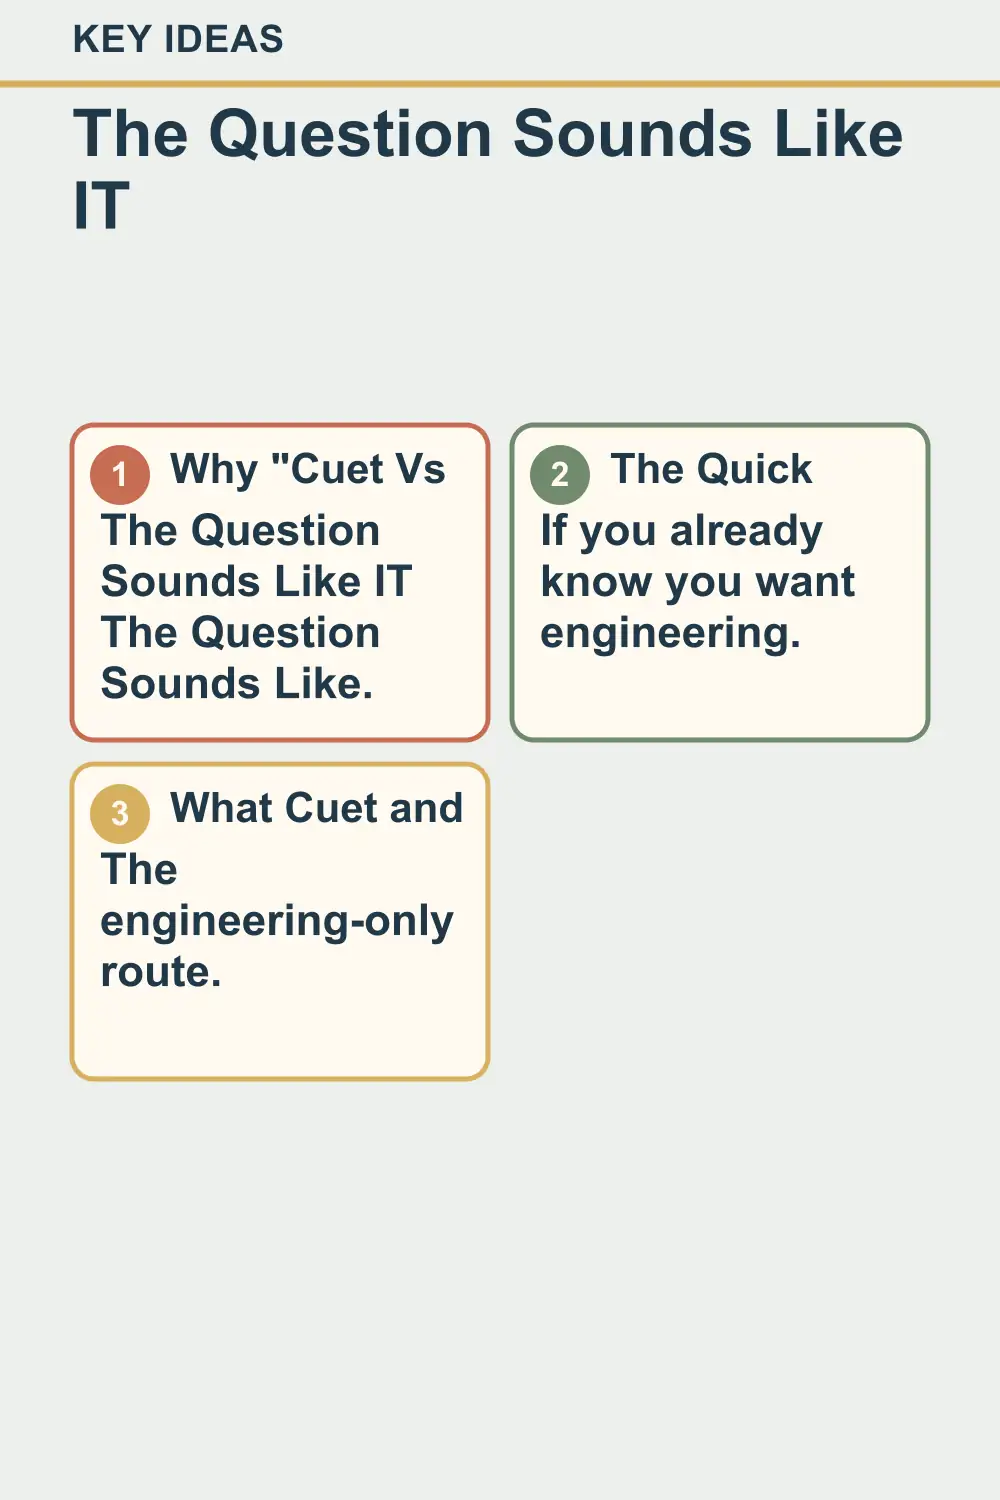 KEY IDEAS
The Question Sounds Like
IT
1 Why "Cuet Vs
The Question
Sounds Like IT
The Question
Sounds Like.
2 The Quick
If you already
know you want
engineering.
3 What Cuet and
The
engineering-only
route.